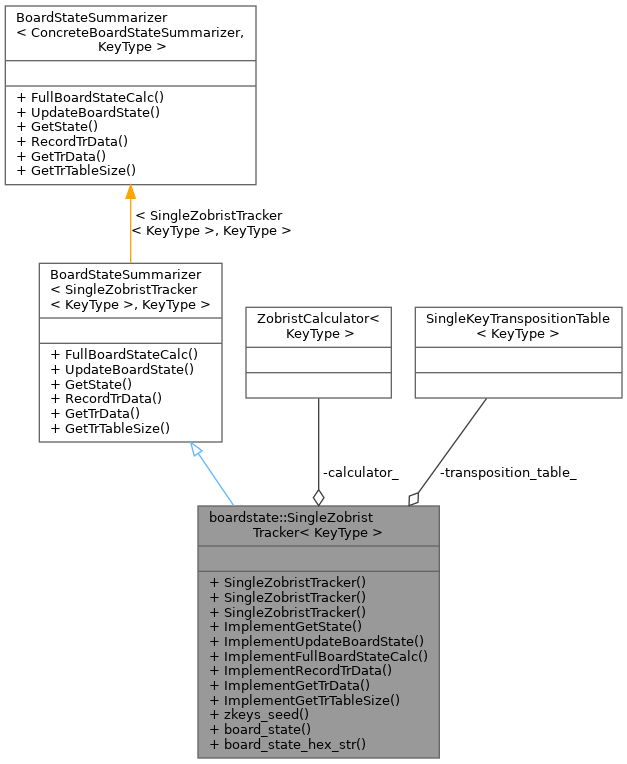 BoardStateSummarizer
< ConcreteBoardStateSummarizer,
KeyType >
+ FullBoardStateCalc()
+ UpdateBoardState()
+ GetState()
+ RecordTrData()
+ GetTrData()
+ GetTrTableSize()
< SingleZobristTracker
< KeyType >, KeyType >
BoardStateSummarizer
< SingleZobristTracker
< KeyType >, KeyType >
+ FullBoardStateCalc()
+ UpdateBoardState()
+ GetState()
+ RecordTrData()
+ GetTrData()
+ GetTrTableSize()
ZobristCalculator<
KeyType >
SingleKeyTranspositionTable
< KeyType >
-calculator_
-transposition_table_
boardstate::SingleZobrist
Tracker< KeyType >
+ SingleZobristTracker()
+ SingleZobristTracker()
+ SingleZobristTracker()
+ ImplementGetState()
+ ImplementUpdateBoardState()
+ ImplementFullBoardStateCalc()
+ ImplementRecordTrData()
+ ImplementGetTrData()
+ ImplementGetTrTableSize()
+ zkeys_seed()
+ board_state()
+ board_state_hex_str()